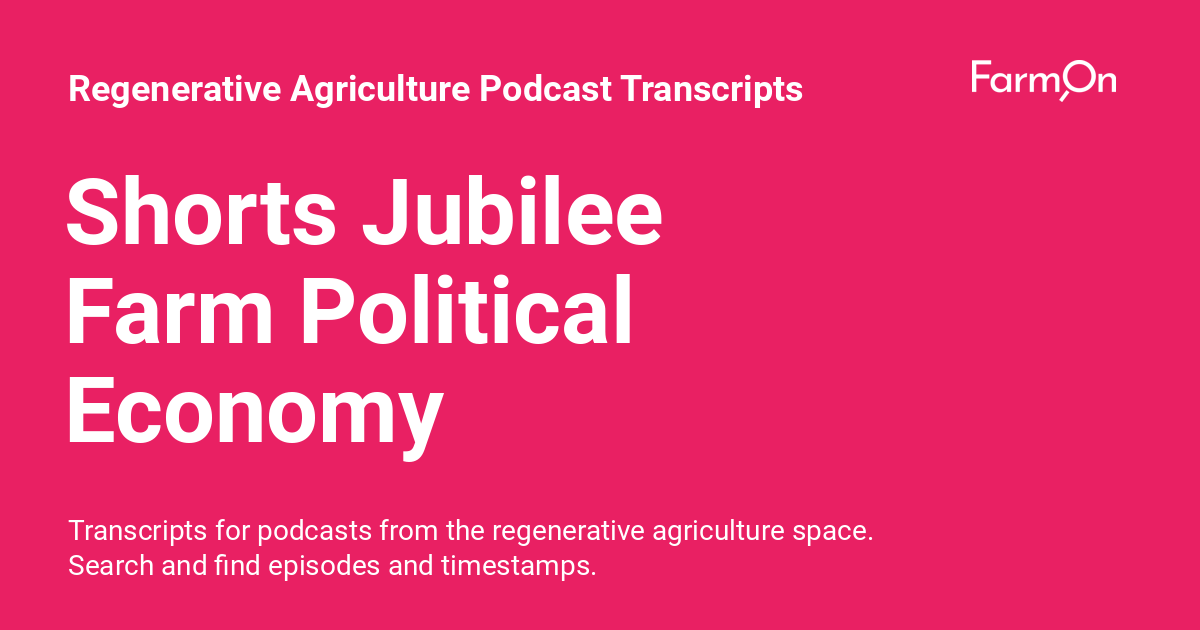 Regenerative Agriculture Podcast Transcripts
FarmOn
Shorts Jubilee
Farm Political
Economy
Transcripts for podcasts from the regenerative agriculture space.
Search and find episodes and timestamps.